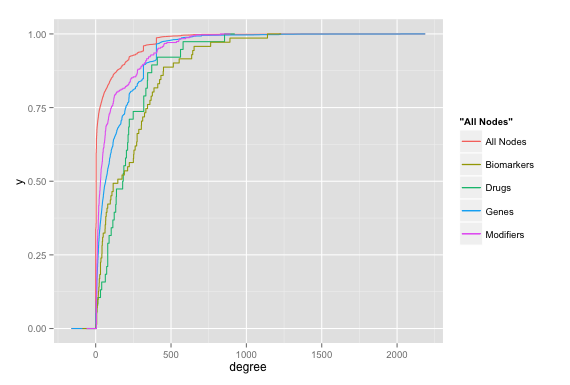 1.00
0.75
0.50
0.25
0.00
y
0
500
1000
1500
2000
degree
"All Nodes"
All Nodes
Biomarkers
Drugs
Genes
Modifiers